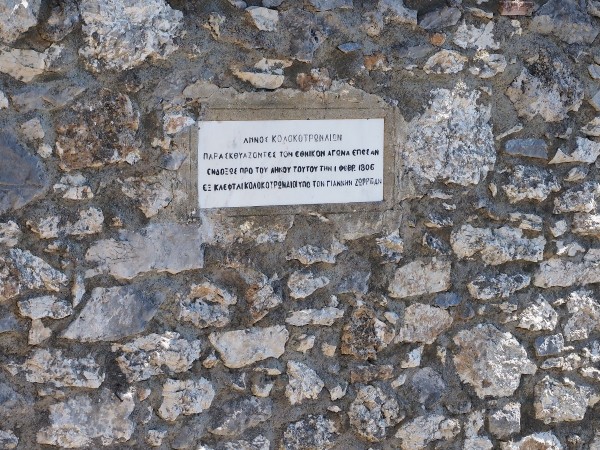 ΛΗΝΟΣ ΚΟΛΟΚΟΤΡΩΝΑΙΩΝ
ΠΑΡΑΣΚΕΥΑΖΟΝΤΕΣ ΤΟΝ ΕΘΝΙΚΟΝ ΑΓΩΝΑ ΕΠΕΣΑΝ
ΕΝΔΟΞΩΣ ΠΡΟ ΤΟΥ ΛΗΝΟΥ ΤΟΥΤΟΥ ΤΗΝ 1 ΦΕΒΡ. 1806
ΕΞ ΚΛΕΦΤΑΙ ΚΟΛΟΚΟΤΡΩΝΑΙΟΙ ΥΠΟ ΤΟΝ ΓΙΑΝΝΗΝ ΖΟΡΜΠΑΝ